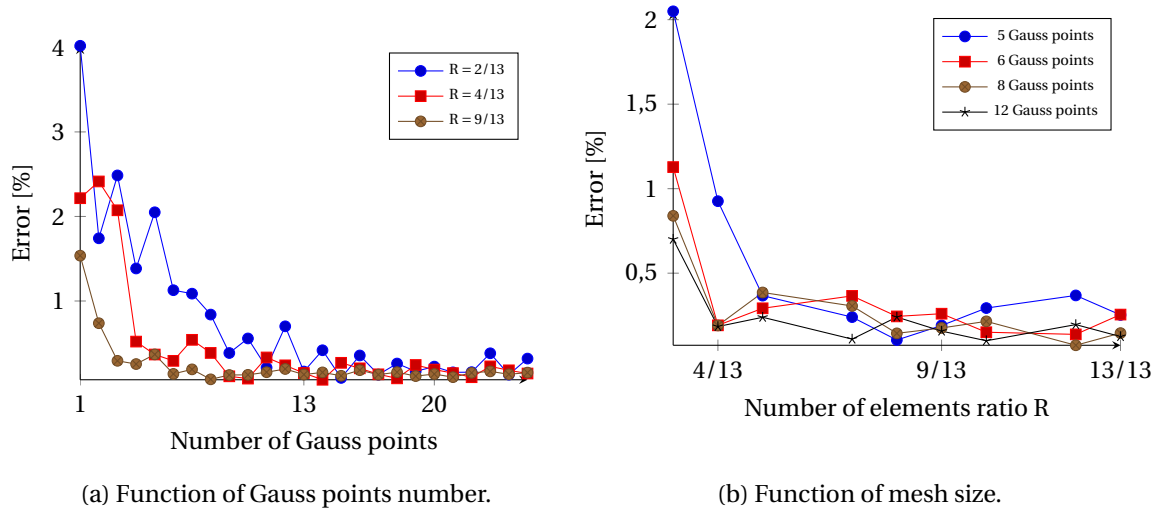 4
3
2
1
Error [%]
R = 2/13
R = 4/13
R = 9/13
1
13
20
Number of Gauss points
(a) Function of Gauss points number.
2
1,5
1
0,5
Error [%]
5 Gauss points
6 Gauss points
8 Gauss points
12 Gauss points
4/13
9/13
13/13
Number of elements ratio R
(b) Function of mesh size.